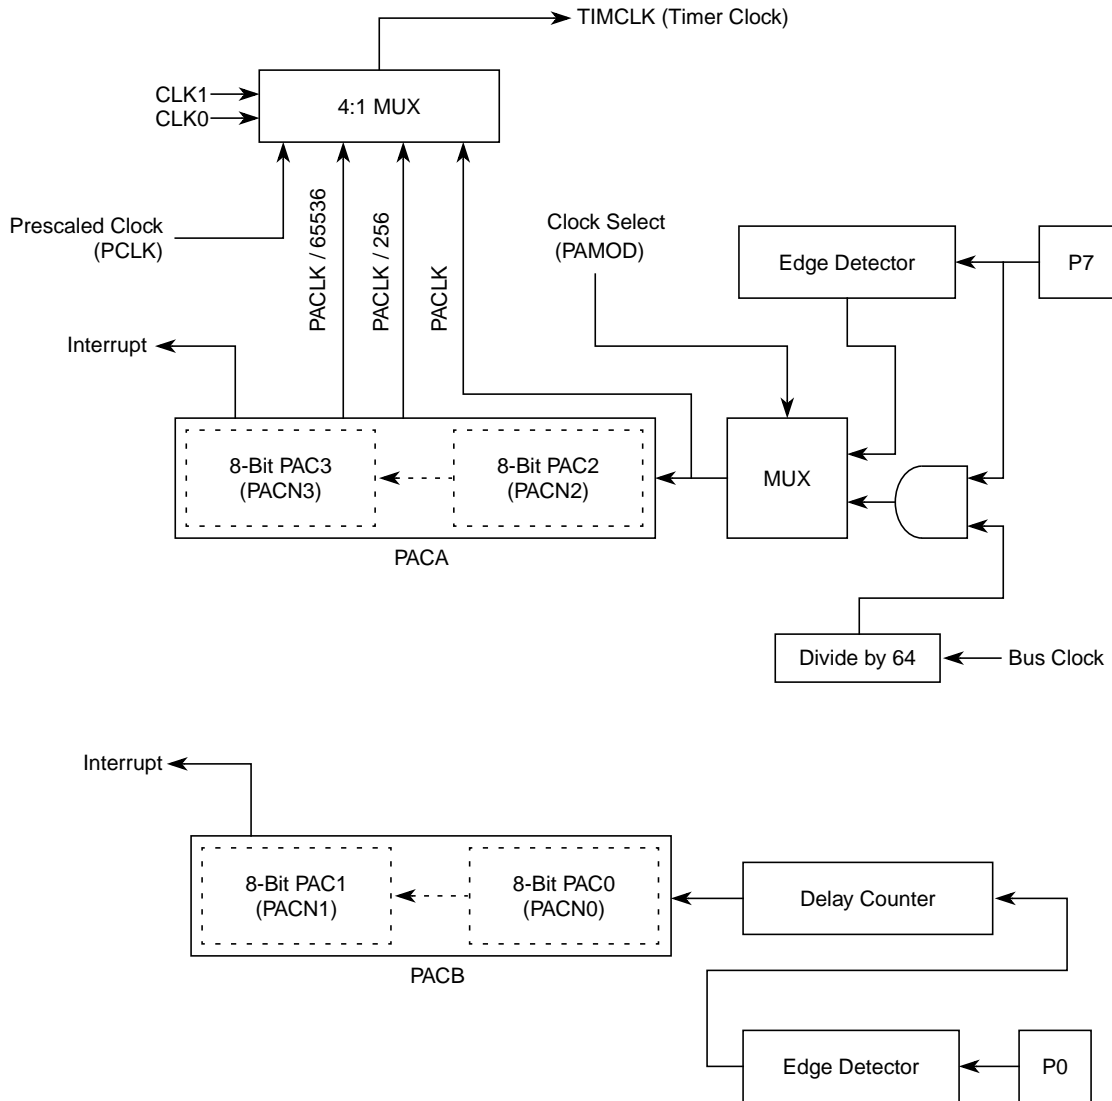 TIMCLK (Timer Clock)
CLK1
CLK0
4:1 MUX
Prescaled Clock
(PCLK)
PACLK / 65536
PACLK / 256
PACLK
Clock Select
(PAMOD)
Edge Detector
P7
Interrupt
8-Bit PAC3
(PACN3)
8-Bit PAC2
(PACN2)
MUX
PACA
Divide by 64
Bus Clock
Interrupt
8-Bit PAC1
(PACN1)
8-Bit PAC0
(PACN0)
Delay Counter
PACB
Edge Detector
P0